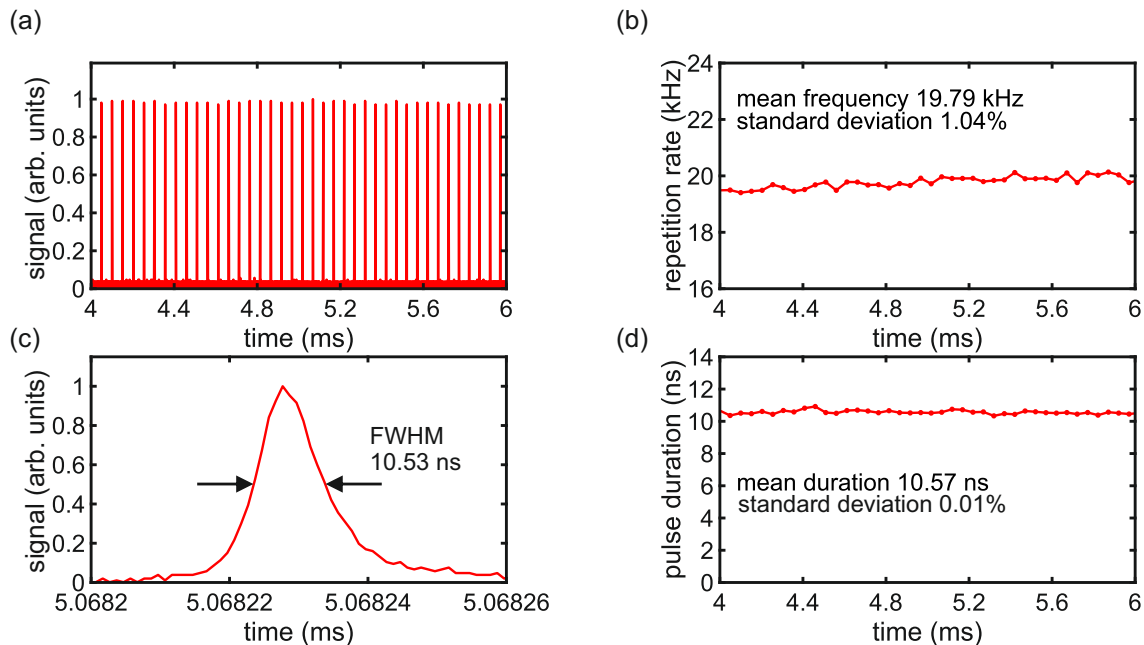 (a)
signal (arb. units)
1
0.8
0.6
0.4
0.2
0
4
4.4
4.8
5.2
5.6
6
time (ms)
(b)
repetition rate (kHz)
24
22
20
18
16
mean frequency 19.79 kHz
standard deviation 1.04%
4
4.4
4.8
5.2
5.6
6
time (ms)
(c)
signal (arb. units)
1
0.8
0.6
0.4
0.2
0
FWHM
10.53 ns
5.0682
5.06822
5.06824
5.06826
time (ms)
(d)
pulse duration (ns)
14
12
10
8
6
4
2
0
mean duration 10.57 ns
standard deviation 0.01%
4
4.4
4.8
5.2
5.6
6
time (ms)